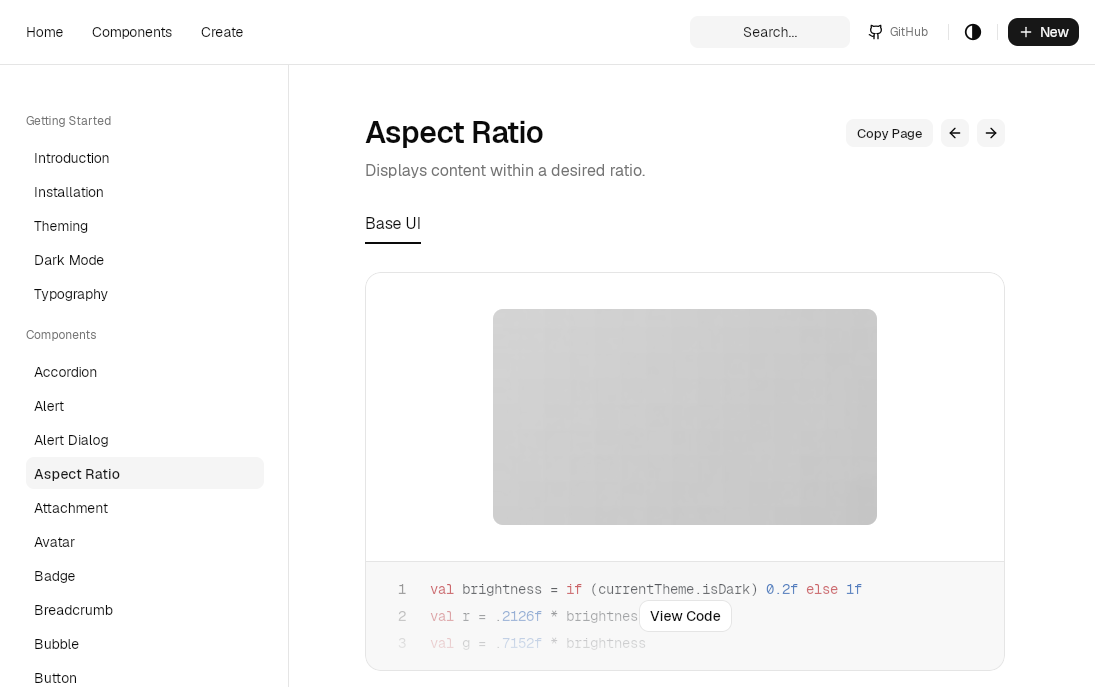 Home Components Create Search... GitHub New
Getting Started
Introduction
Installation
Theming
Dark Mode
Typography
Components
Accordion
Alert
Alert Dialog
Aspect Ratio
Attachment
Avatar
Badge
Breadcrumb
Bubble
Button
Aspect Ratio
Copy Page
Displays content within a desired ratio.
Base UI
1 val brightness = if (currentTheme.isDark) 0.2f else 1f
2 val r = .2126f * brightnes
View Code
3 val g = .7152f * brightness